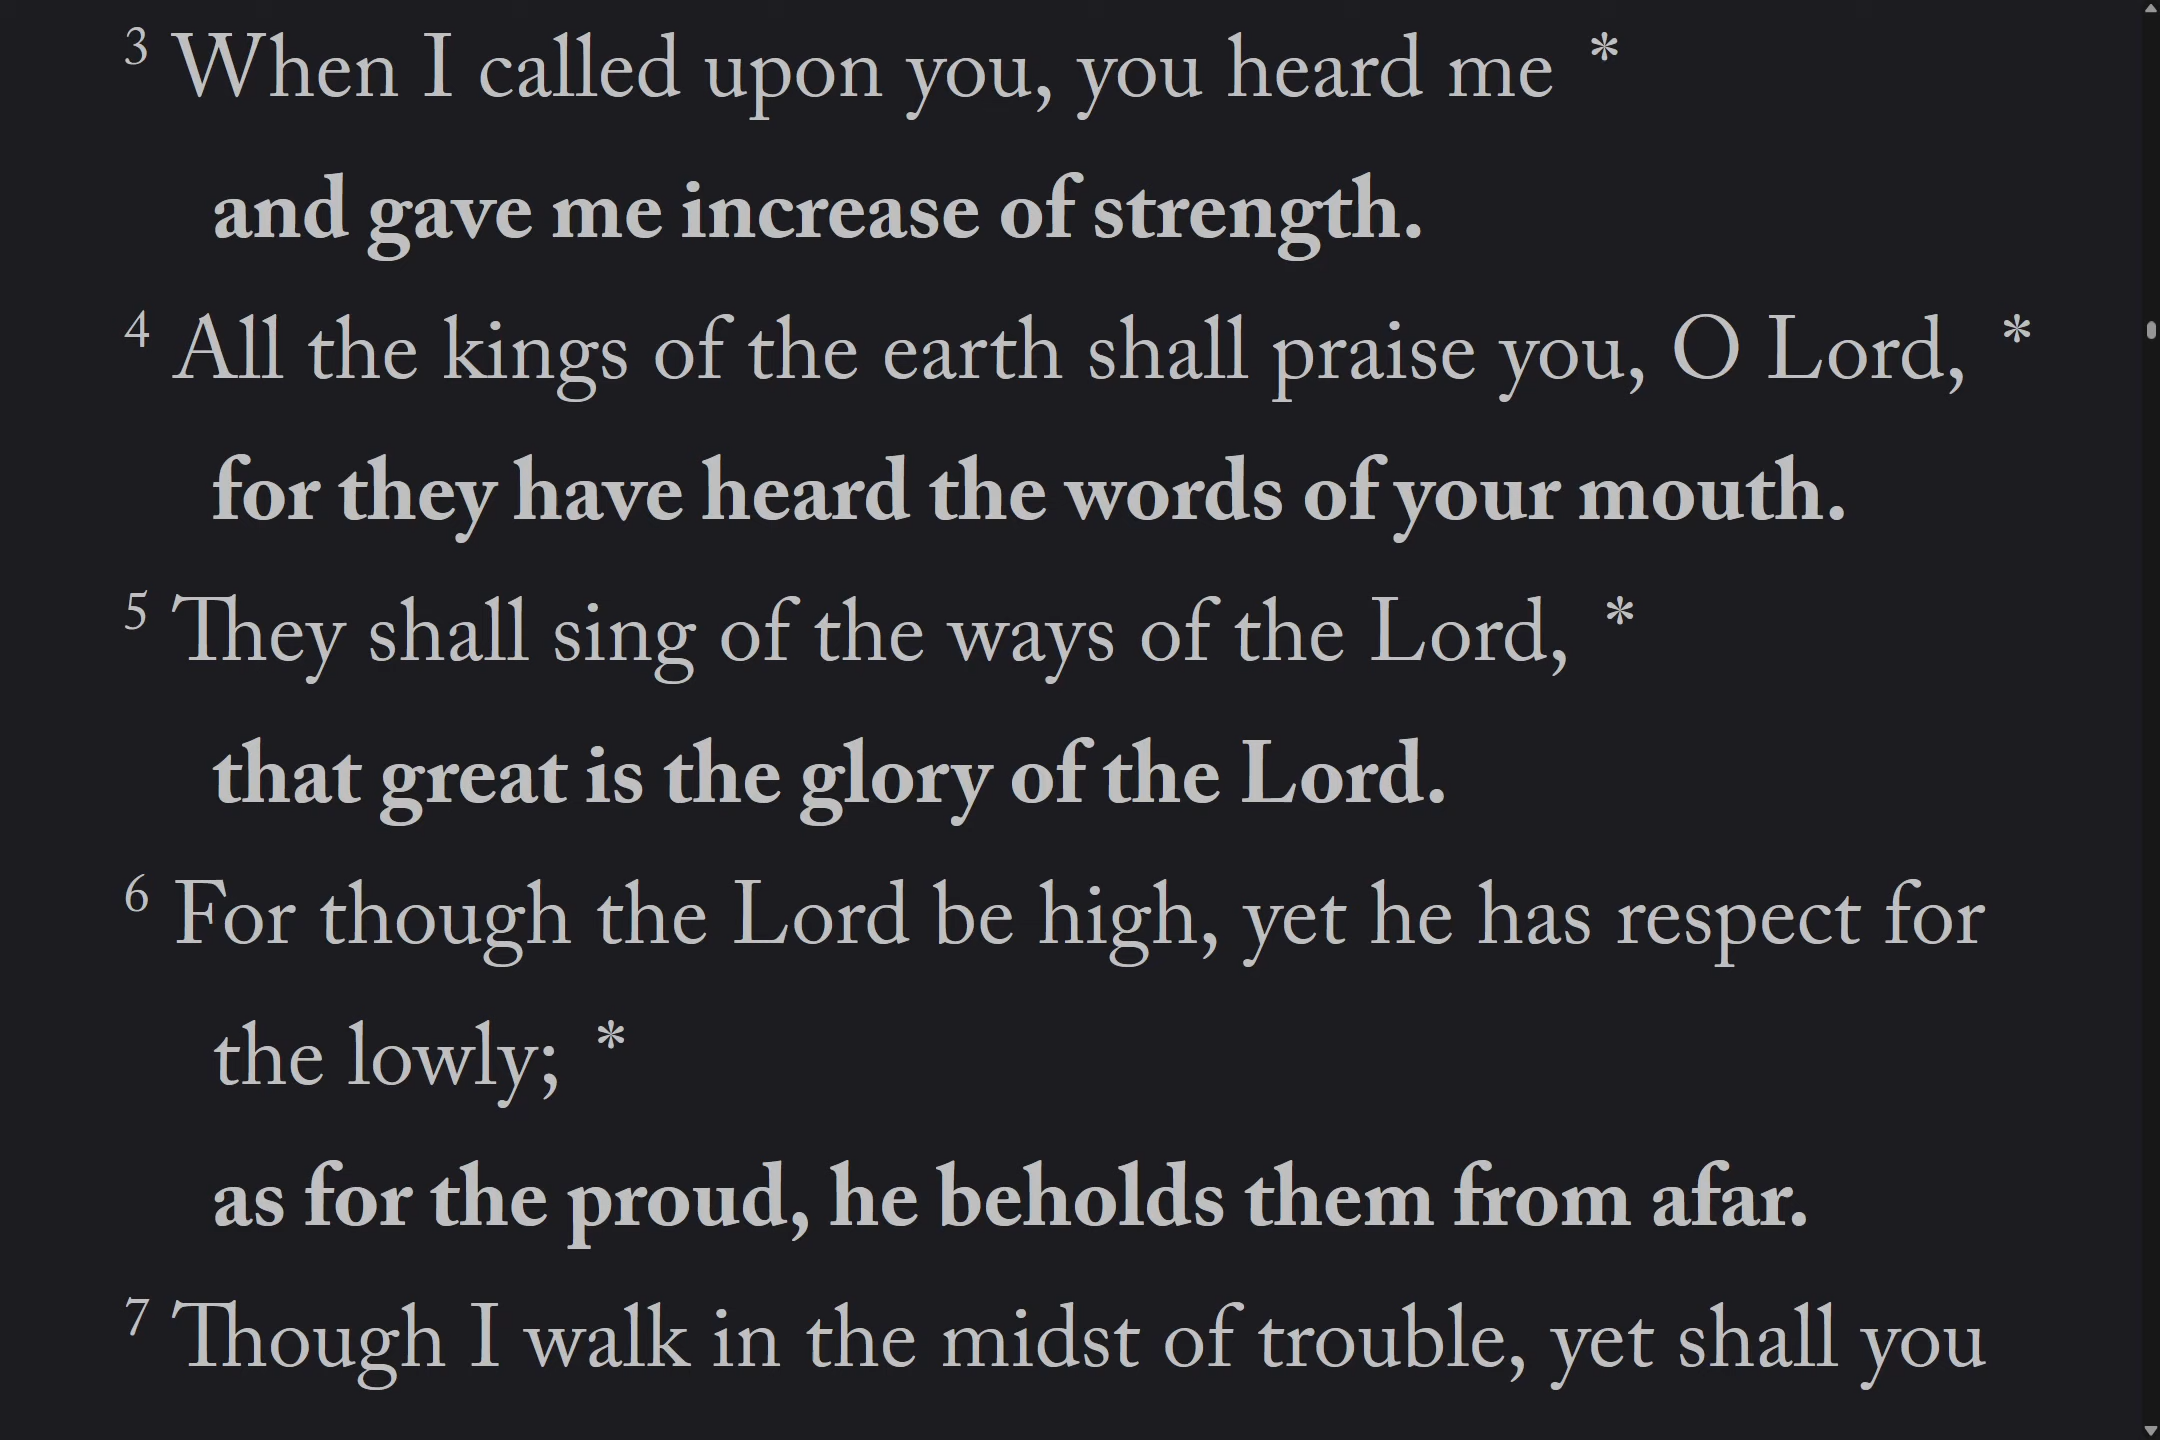 3 When I called upon you, you heard me *
and gave me increase of strength.
4 All the kings of the earth shall praise you, O Lord, *
for they have heard the words of your mouth.
5 They shall sing of the ways of the Lord, *
that great is the glory of the Lord.
6 For though the Lord be high, yet he has respect for
the lowly; *
as for the proud, he beholds them from afar.
7 Though I walk in the midst of trouble, yet shall you